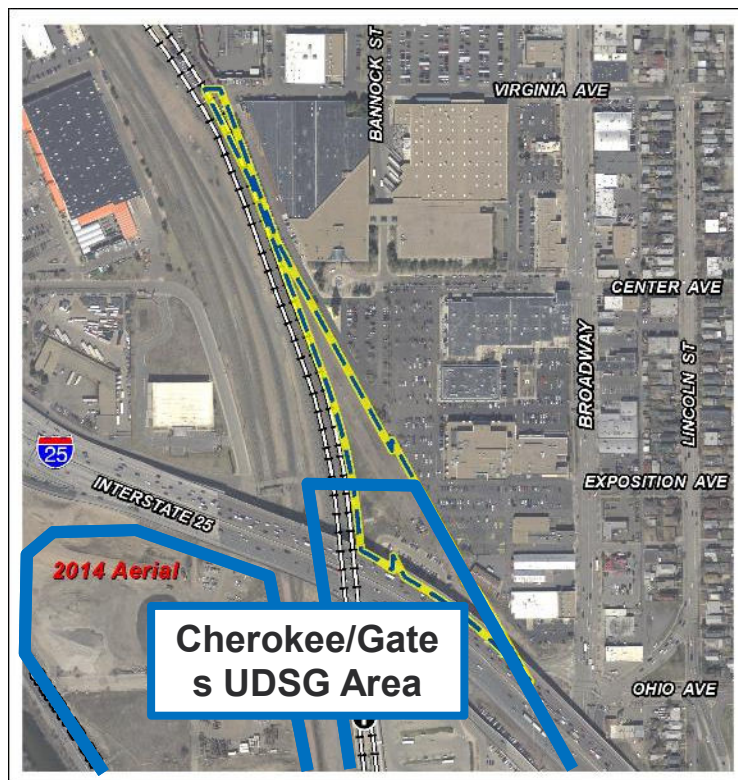 BANNOCK ST
VIRGINIA AVE
CENTER AVE
BROADWAY
LINCOLN ST
25
EXPOSITION AVE
INTERSTATE 25
2014 Aerial
Cherokee/Gate
s UDSG Area
OHIO AVE